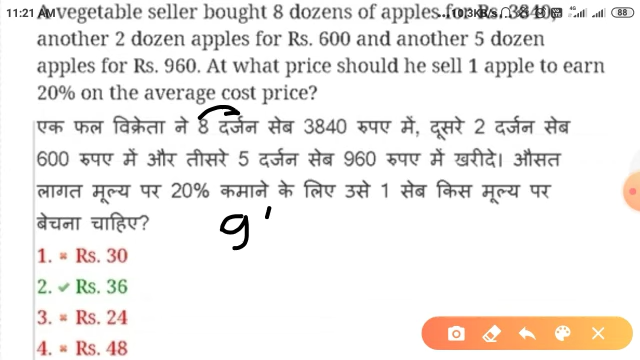 11:21 AM ...10.3KB/s 4G 88
A vegetable seller bought 8 dozens of apples for Rs. 3840,
another 2 dozen apples for Rs. 600 and another 5 dozen
apples for Rs. 960. At what price should he sell 1 apple to earn
20% on the average cost price?
एक फल विक्रेता ने 8 दर्जन सेब 3840 रुपए में, दूसरे 2 दर्जन सेब
600 रुपए में और तीसरे 5 दर्जन सेब 960 रुपए में खरीदे। औसत
लागत मूल्य पर 20% कमाने के लिए उसे 1 सेब किस मूल्य पर
बेचना चाहिए?
9'
1. Rs. 30
2. Rs. 36
3. Rs. 24
4. Rs. 48